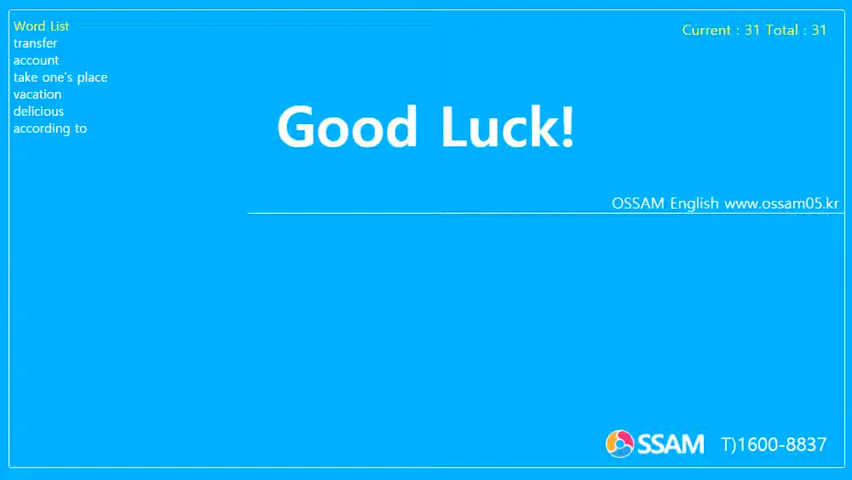 Word List
transfer
account
take one's place
vacation
delicious
according to
Current : 31 Total : 31
Good Luck!
OSSAM English www.ossam05.kr
OSSAM T)1600-8837